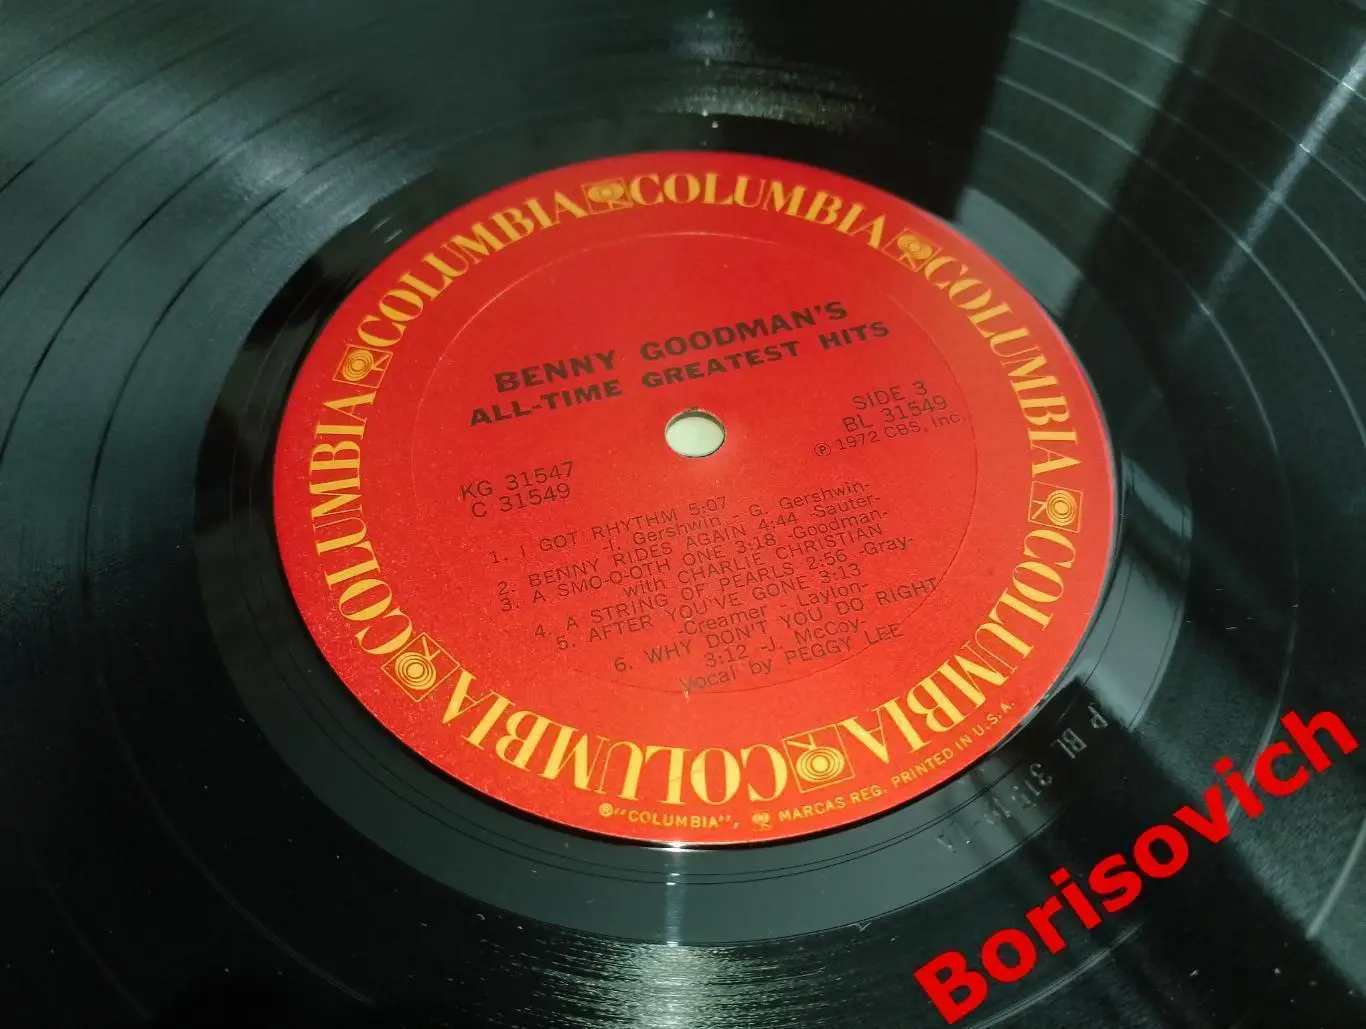 COLUMBIA COLUMBIA COLUMBIA COLUMBIA COLUMBIA COLUMBIA
BENNY GOODMAN'S
ALL-TIME GREATEST HITS
SIDE 3
BL 31549
℗ 1972 CBS, Inc.
KG 31547
C 31549
1. I GOT RHYTHM 5:07
-I. Gershwin - G. Gershwin-
2. BENNY RIDES AGAIN 4:44 -Sauter-
3. A SMO-O-OTH ONE 3:18 -Goodman-
with CHARLIE CHRISTIAN
4. A STRING OF PEARLS 2:56 -Gray-
5. AFTER YOU'VE GONE 3:13
-Creamer - Layton-
6. WHY DON'T YOU DO RIGHT
3:12 -J. McCoy-
Vocal by PEGGY LEE
®"COLUMBIA", MARCAS REG. PRINTED IN U.S.A.
P BL
Borisovich